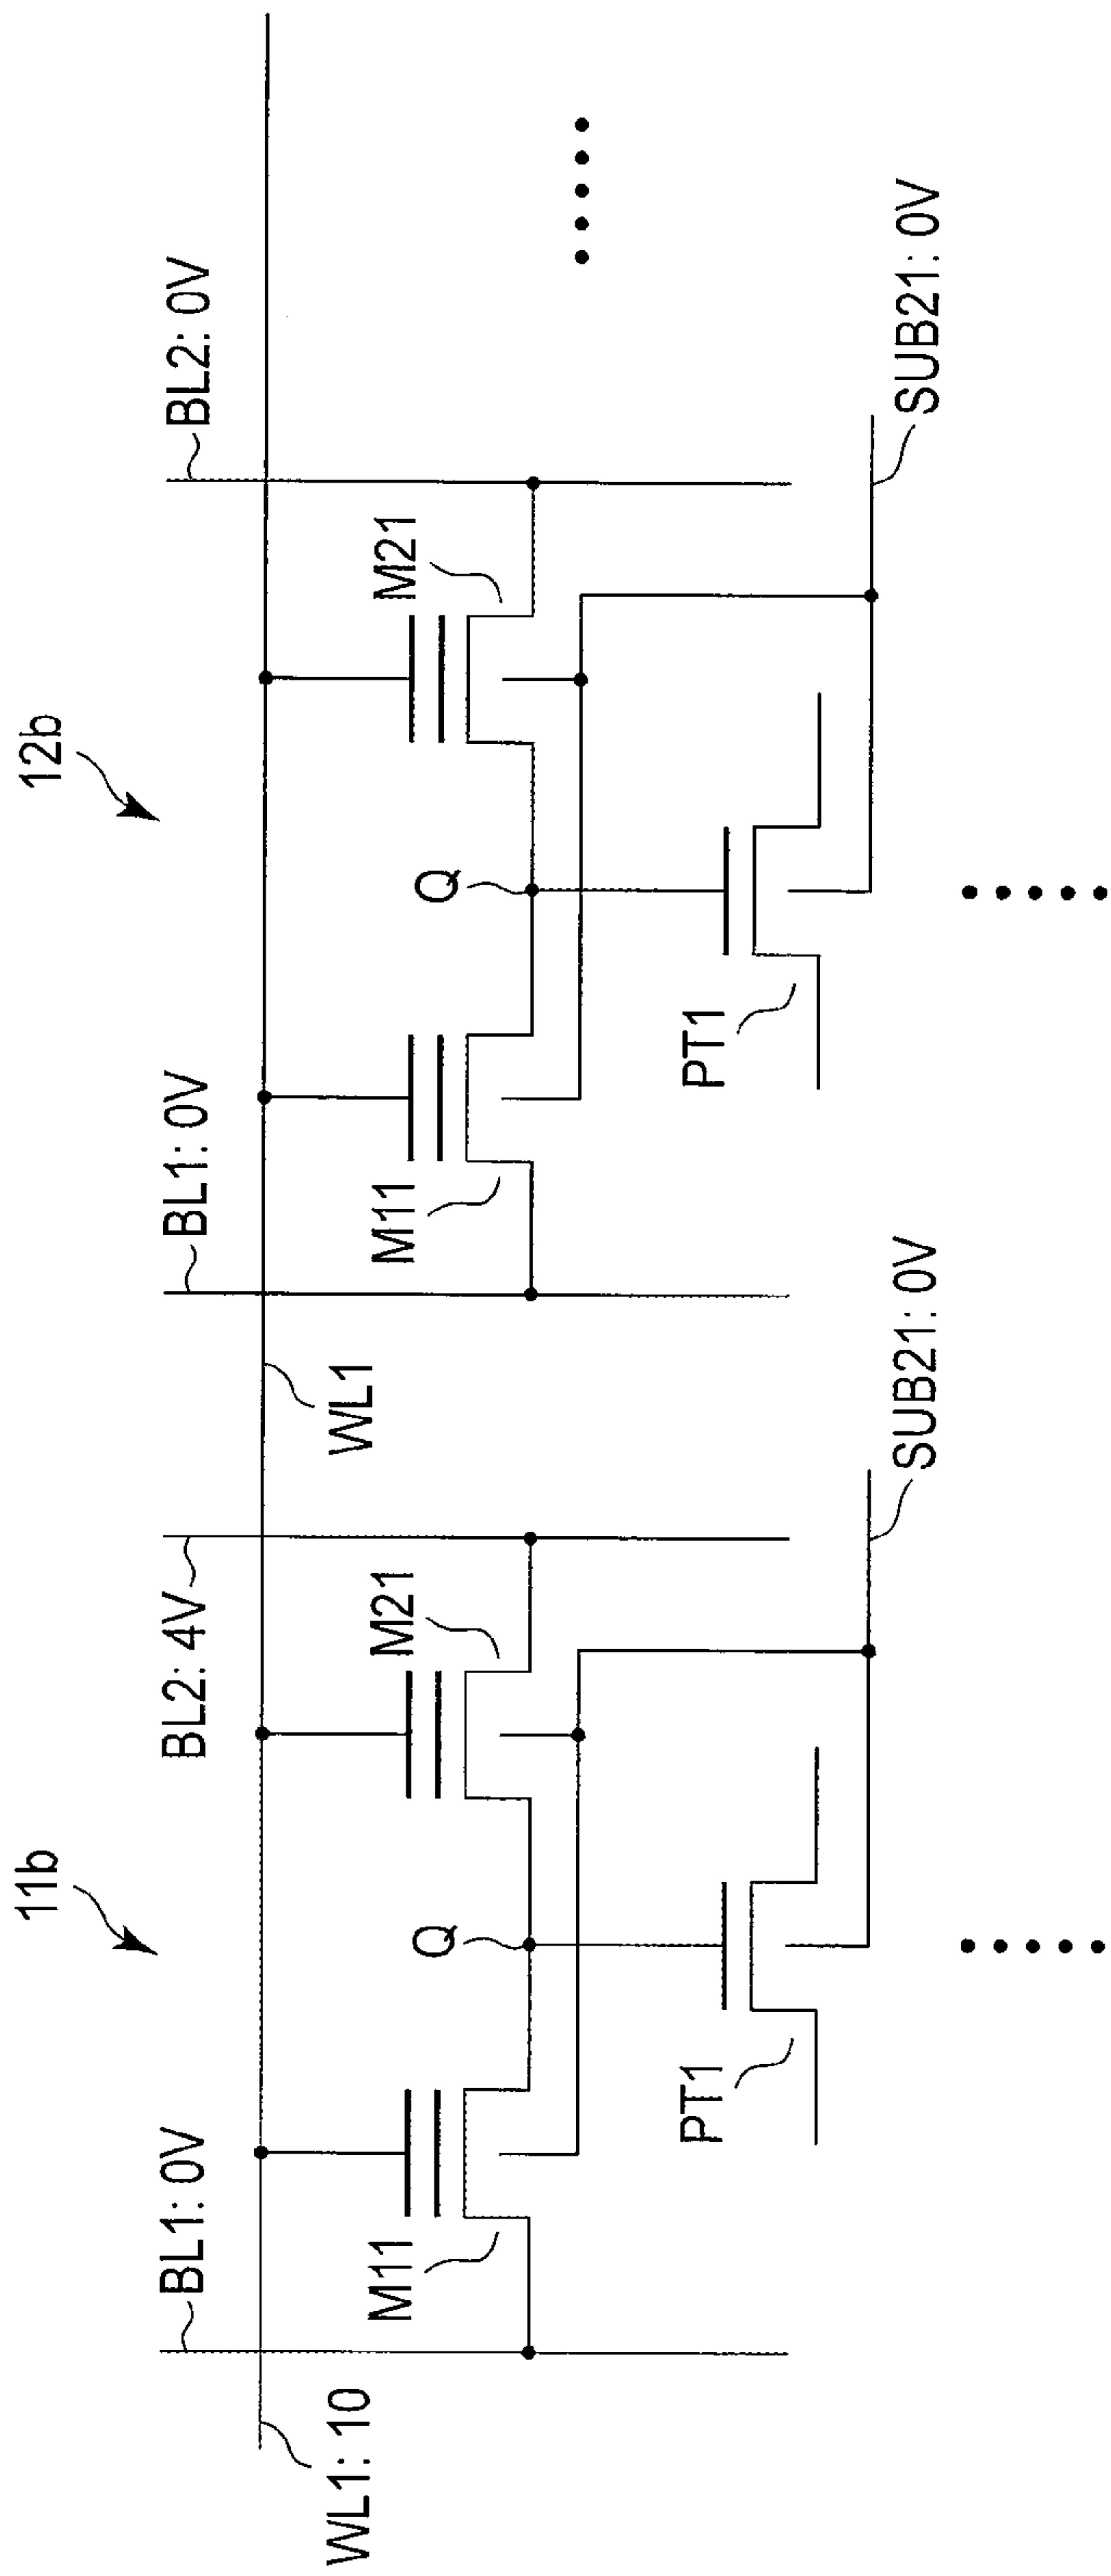 11b
12b
BL1: 0V
BL2: 4V
BL1: 0V
BL2: 0V
WL1: 10
WL1
M11
M21
M11
M21
Q
Q
PT1
PT1
SUB21: 0V
SUB21: 0V